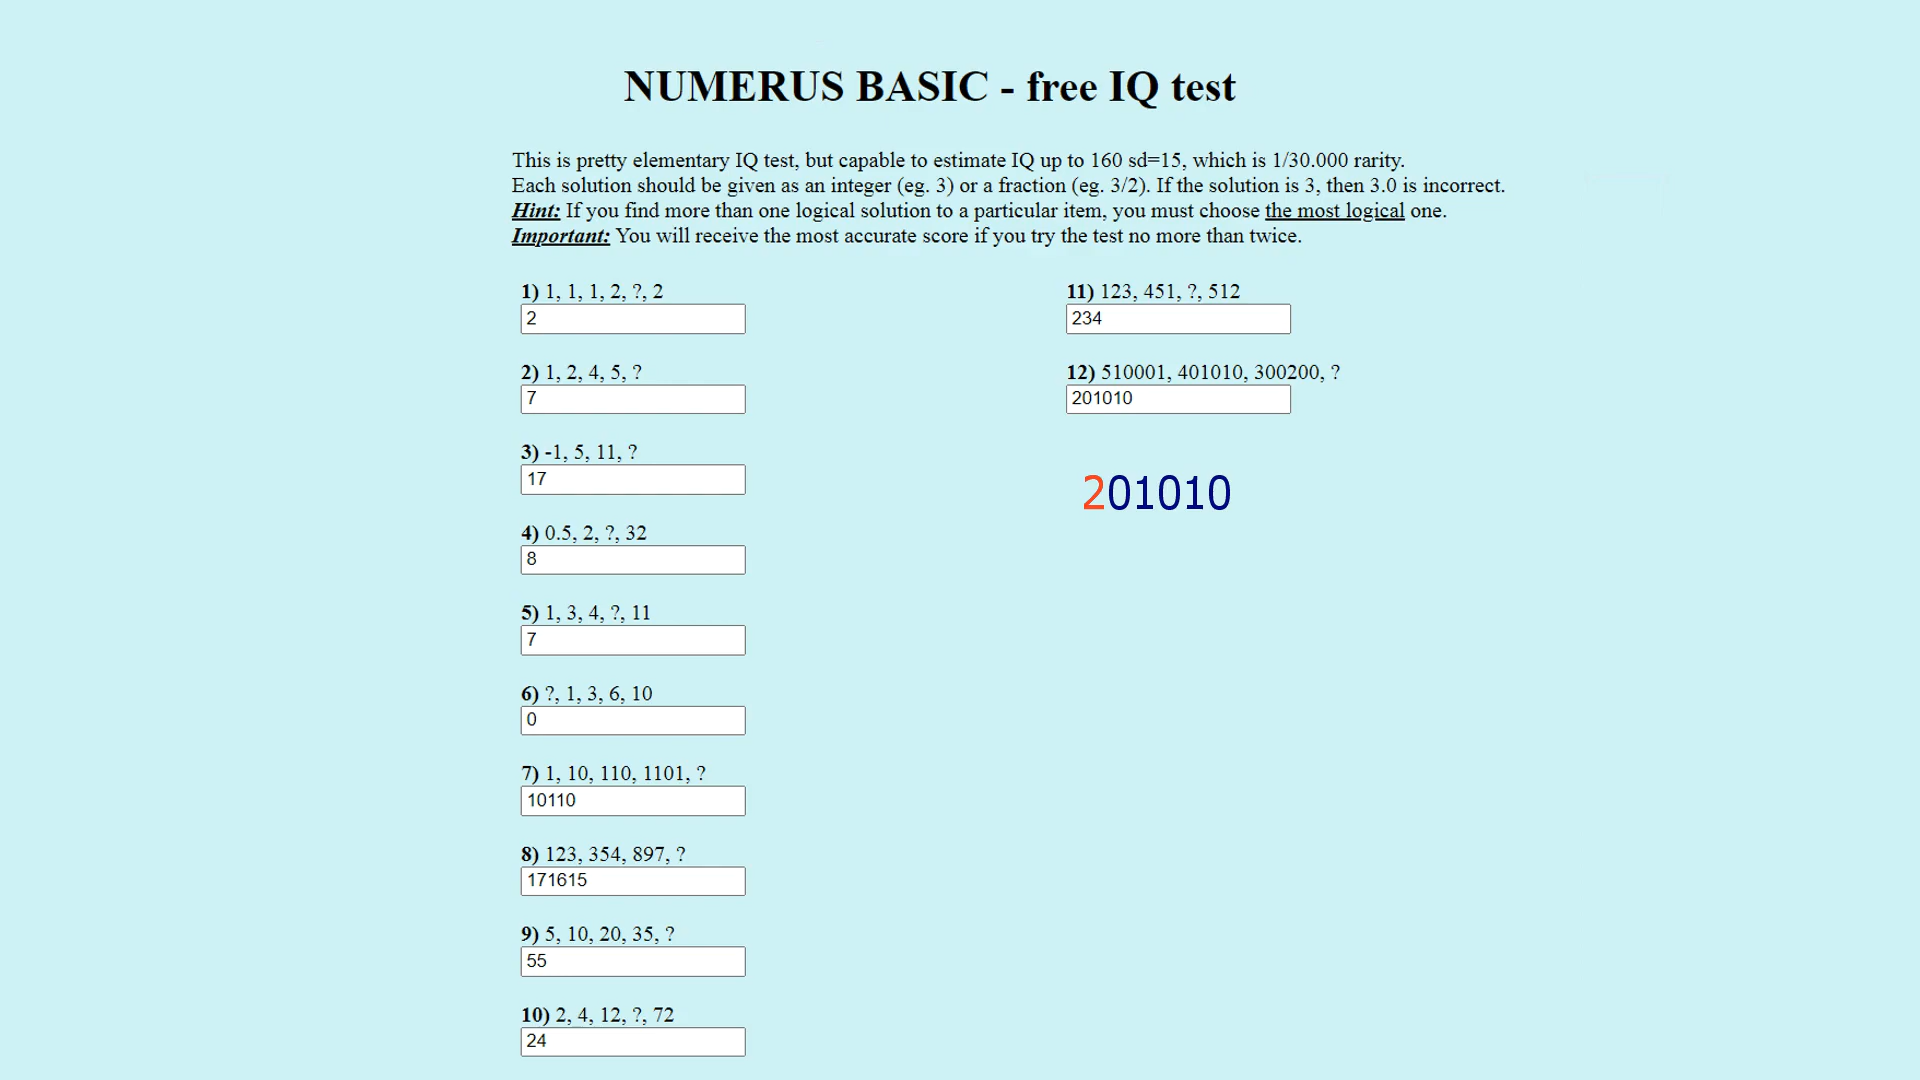 NUMERUS BASIC - free IQ test
This is pretty elementary IQ test, but capable to estimate IQ up to 160 sd=15, which is 1/30.000 rarity.
Each solution should be given as an integer (eg. 3) or a fraction (eg. 3/2). If the solution is 3, then 3.0 is incorrect.
Hint: If you find more than one logical solution to a particular item, you must choose the most logical one.
Important: You will receive the most accurate score if you try the test no more than twice.
1) 1, 1, 1, 2, ?, 2
2
2) 1, 2, 4, 5, ?
7
3) -1, 5, 11, ?
17
4) 0.5, 2, ?, 32
8
5) 1, 3, 4, ?, 11
7
6) ?, 1, 3, 6, 10
0
7) 1, 10, 110, 1101, ?
10110
8) 123, 354, 897, ?
171615
9) 5, 10, 20, 35, ?
55
10) 2, 4, 12, ?, 72
24
11) 123, 451, ?, 512
234
12) 510001, 401010, 300200, ?
201010
201010